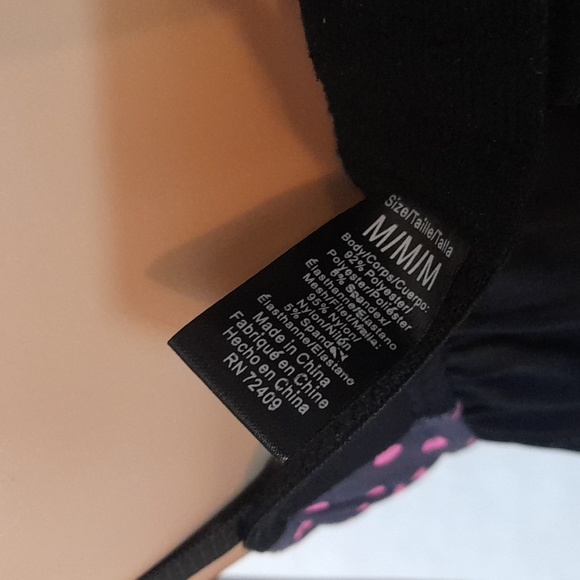 Size/Taille/Talla
M/M/M
Body/Corps/Cuerpo:
92% Polyester/
Polyester/Poliéster
8% Spandex/
Élasthanne/Elastano
Mesh/Filet/Malla:
95% Nylon/
Nylon/Nilón
5% Spandex
Élasthanne/Elastano
Made in China
Fabriqué en Chine
Hecho en China
RN 72409